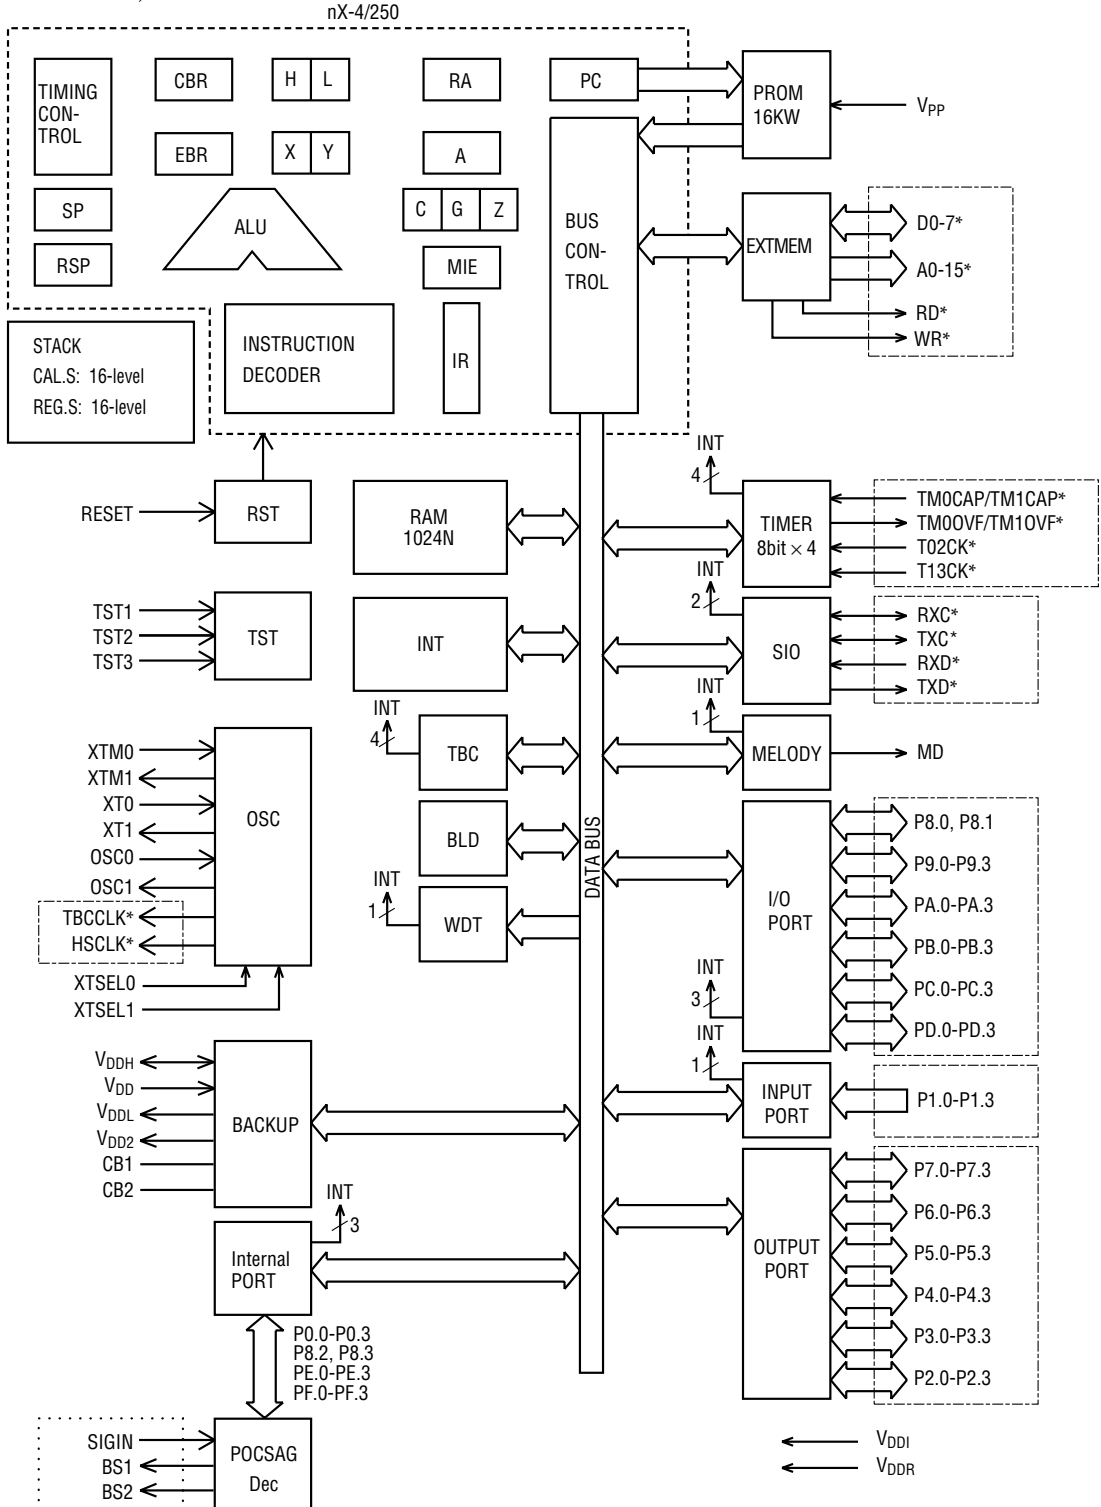 nX-4/250
TIMING
CON-
TROL
CBR
H
L
RA
PC
PROM
16KW
VPP
EBR
X
Y
A
SP
ALU
C
G
Z
BUS
CON-
TROL
EXTMEM
D0-7*
A0-15*
RD*
WR*
RSP
MIE
STACK
CAL.S: 16-level
REG.S: 16-level
INSTRUCTION
DECODER
IR
RESET
RST
RAM
1024N
INT
4
TIMER
8bit × 4
TM0CAP/TM1CAP*
TM0OVF/TM1OVF*
T02CK*
T13CK*
TST1
TST2
TST3
TST
INT
INT
2
SIO
RXC*
TXC*
RXD*
TXD*
INT
4
TBC
INT
1
MELODY
MD
XTM0
XTM1
XT0
XT1
OSC0
OSC1
TBCCLK*
HSCLK*
XTSEL0
XTSEL1
OSC
BLD
INT
1
WDT
DATA BUS
I/O
PORT
INT
3
P8.0, P8.1
P9.0-P9.3
PA.0-PA.3
PB.0-PB.3
PC.0-PC.3
PD.0-PD.3
VDDH
VDD
VDDL
VDD2
CB1
CB2
BACKUP
INT
1
INPUT
PORT
P1.0-P1.3
INT
3
Internal
PORT
OUTPUT
PORT
P7.0-P7.3
P6.0-P6.3
P5.0-P5.3
P4.0-P4.3
P3.0-P3.3
P2.0-P2.3
P0.0-P0.3
P8.2, P8.3
PE.0-PE.3
PF.0-PF.3
SIGIN
BS1
BS2
POCSAG
Dec
VDDI
VDDR